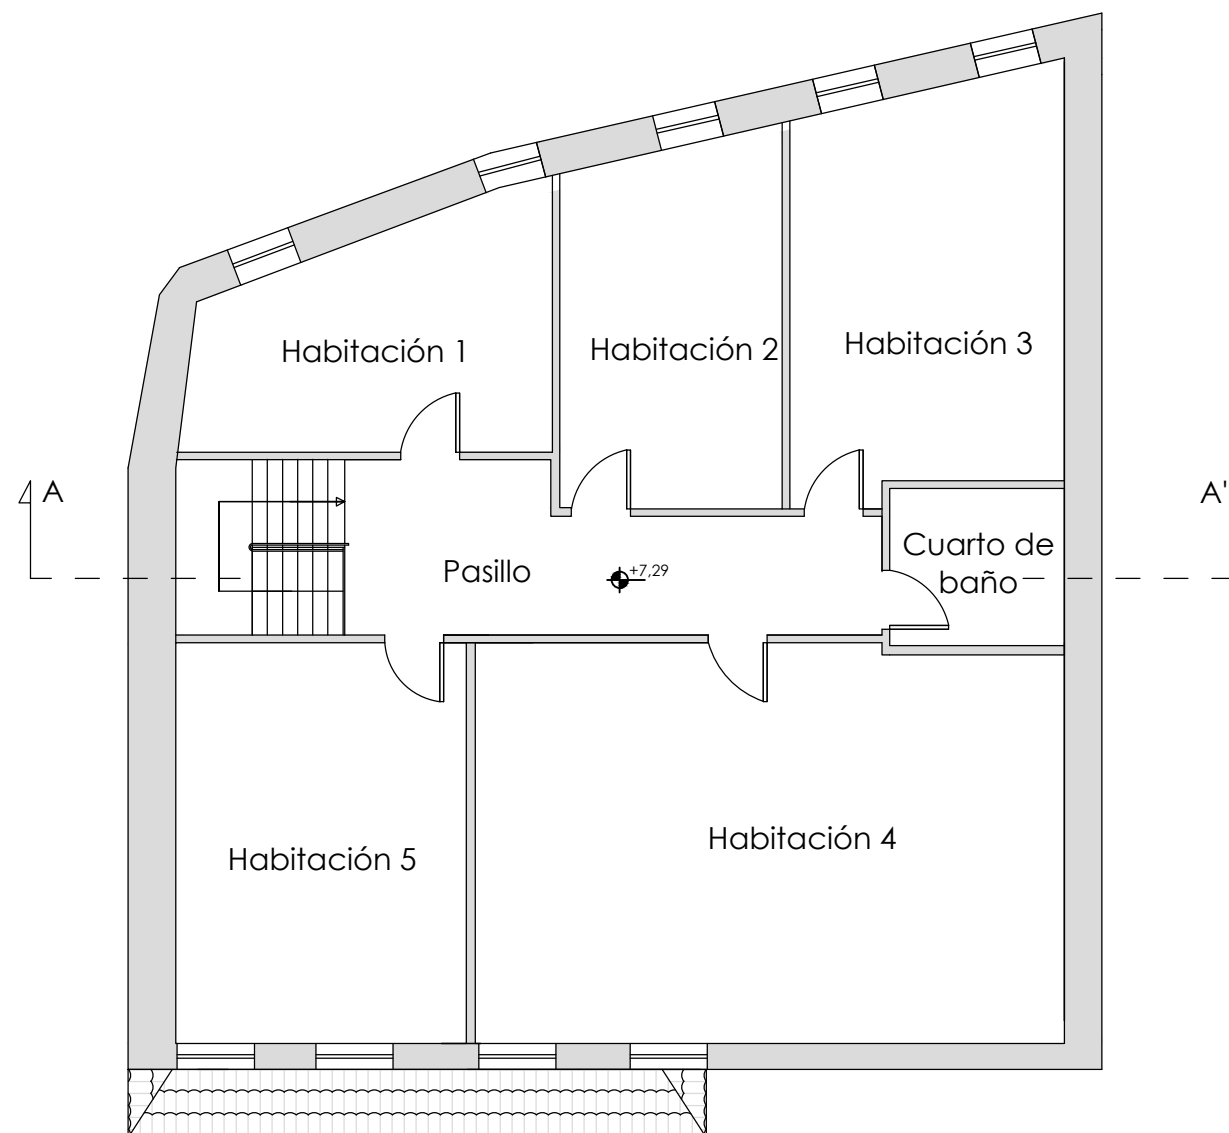 Habitación 1
Habitación 2
Habitación 3
A
A'
Cuarto de
baño
Pasillo
+7,29
Habitación 4
Habitación 5